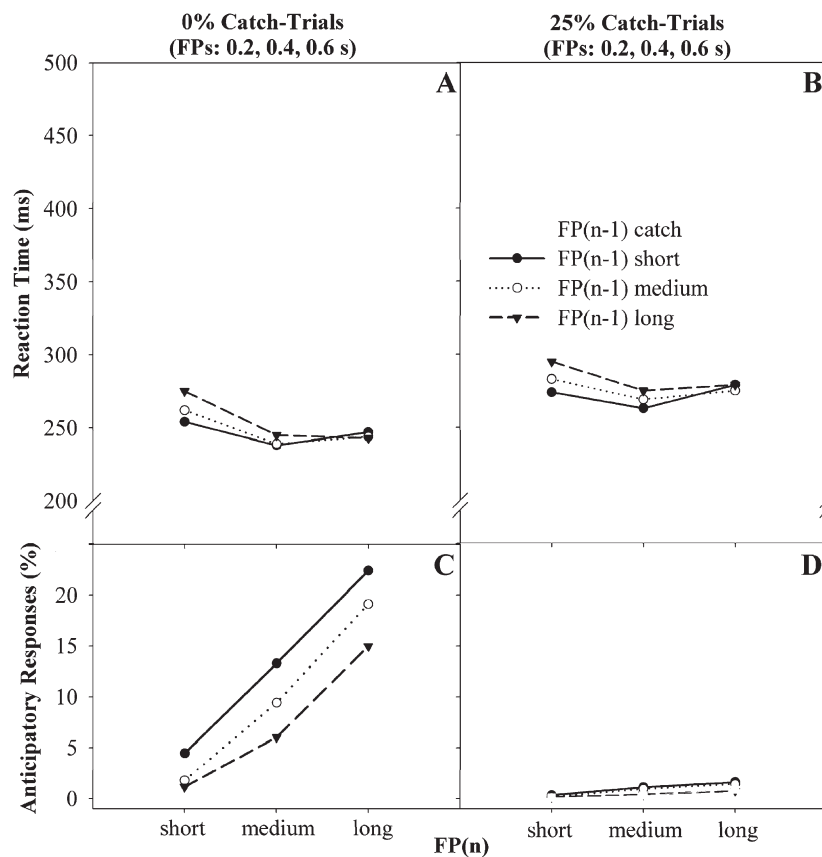 0% Catch-Trials
(FPs: 0.2, 0.4, 0.6 s)
25% Catch-Trials
(FPs: 0.2, 0.4, 0.6 s)
A
B
500
450
400
350
300
250
200
Reaction Time (ms)
FP(n-1) catch
FP(n-1) short
FP(n-1) medium
FP(n-1) long
C
D
20
15
10
5
0
Anticipatory Responses (%)
short medium long
short medium long
FP(n)